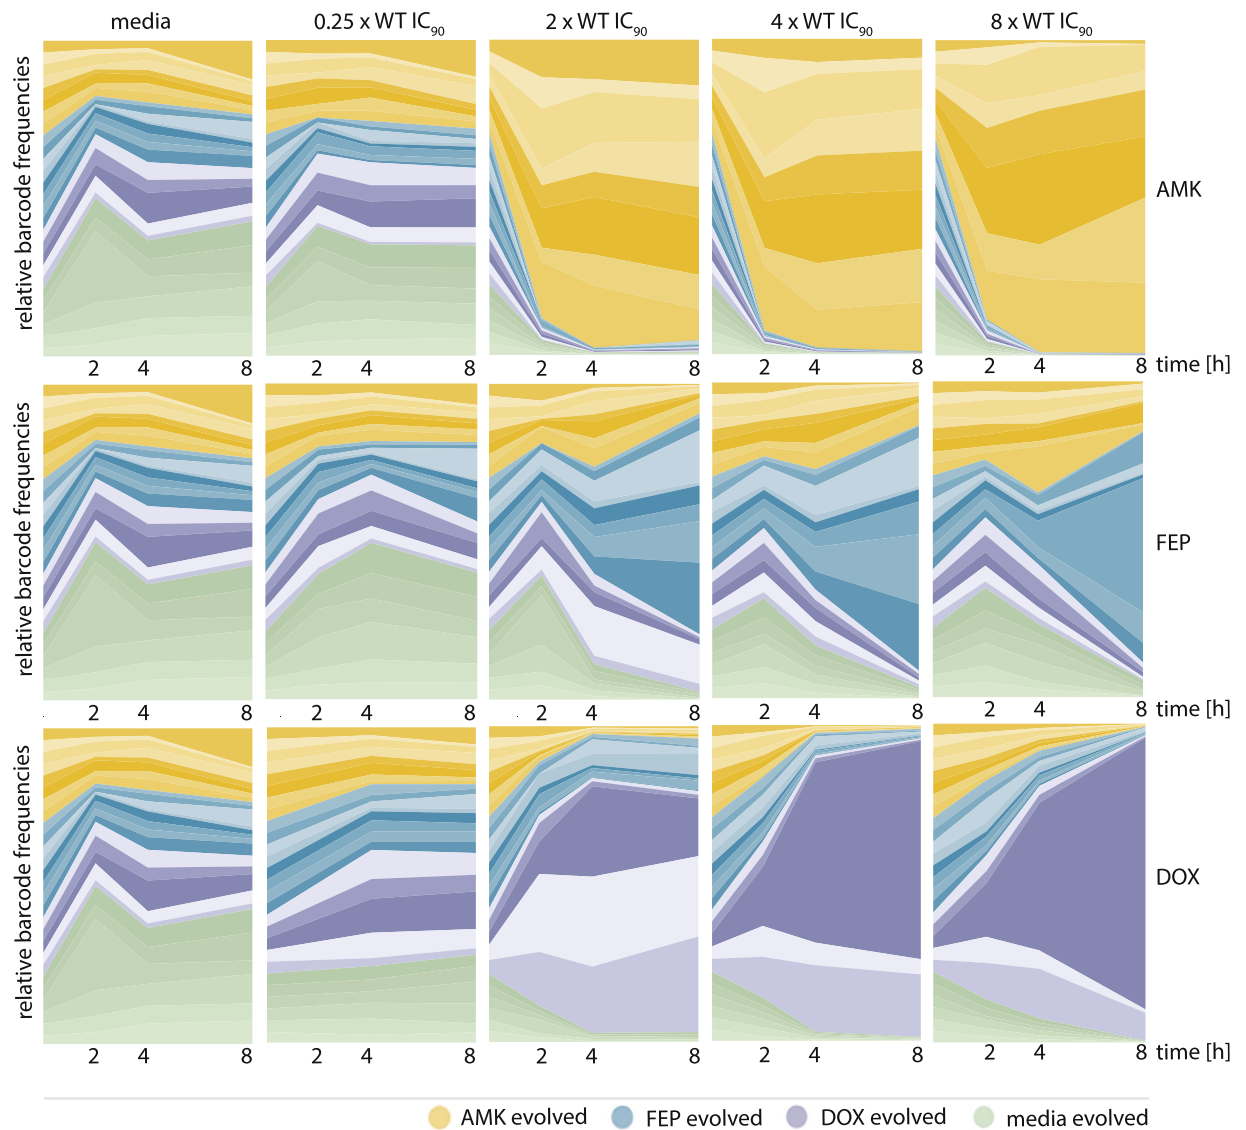 media
0.25 x WT IC90
2 x WT IC90
4 x WT IC90
8 x WT IC90
relative barcode frequencies
AMK
2 4 8 2 4 8 2 4 8 2 4 8 2 4 8 time [h]
relative barcode frequencies
FEP
2 4 8 2 4 8 2 4 8 2 4 8 2 4 8 time [h]
relative barcode frequencies
DOX
2 4 8 2 4 8 2 4 8 2 4 8 2 4 8 time [h]
AMK evolved FEP evolved DOX evolved media evolved